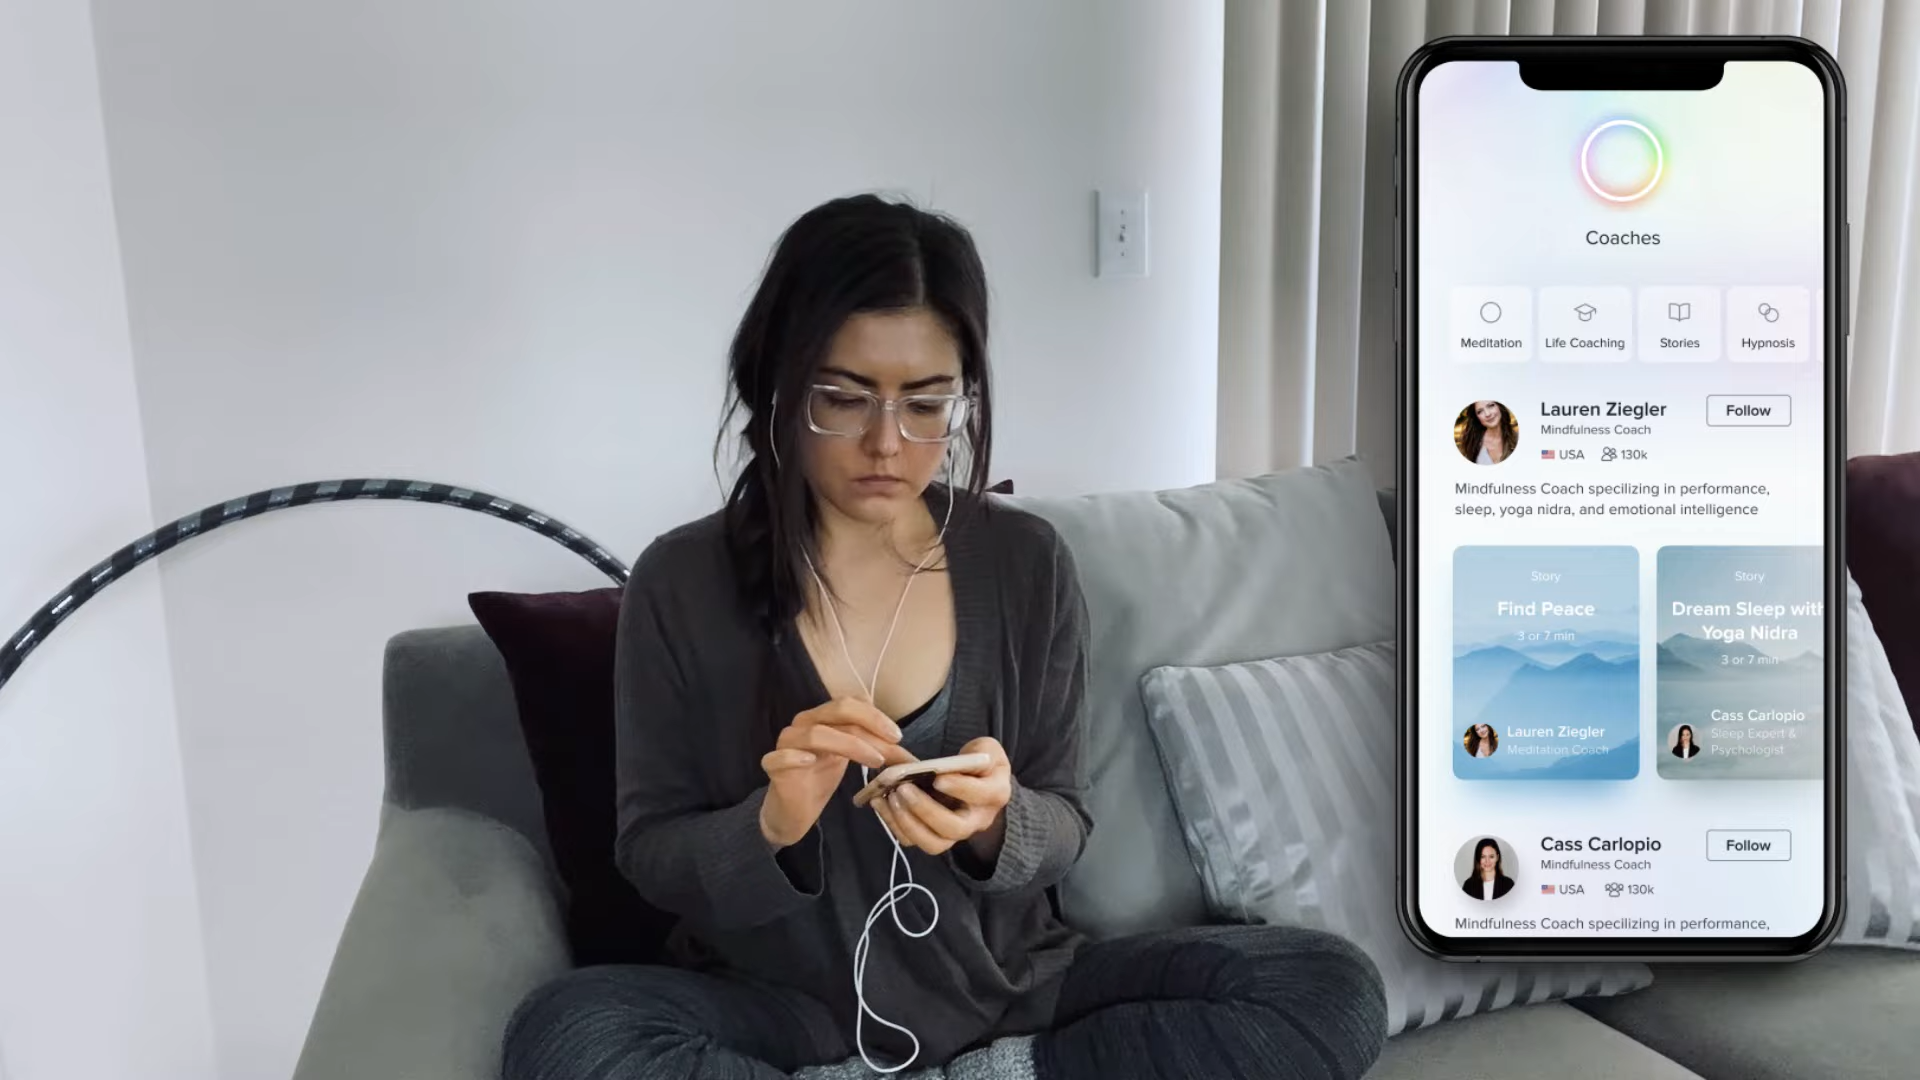 Coaches
Meditation
Life Coaching
Stories
Hypnosis
Lauren Ziegler
Follow
Mindfulness Coach
USA
130k
Mindfulness Coach specilizing in performance,
sleep, yoga nidra, and emotional intelligence
Story
Find Peace
3 or 7 min
Lauren Ziegler
Meditation Coach
Story
Dream Sleep with
Yoga Nidra
3 or 7 min
Cass Carlopio
Sleep Expert &
Psychologist
Cass Carlopio
Follow
Mindfulness Coach
USA
130k
Mindfulness Coach specilizing in performance,